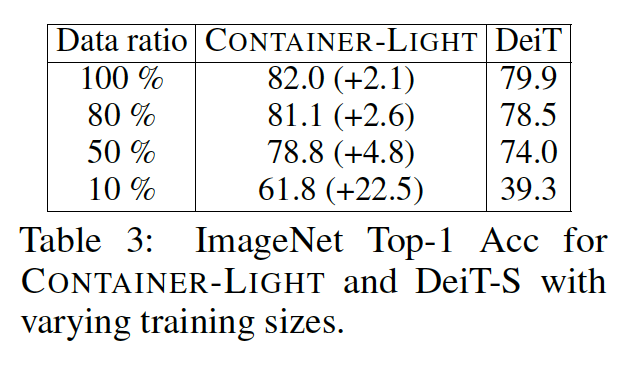 Data ratio CONTAINER-LIGHT DeiT
100 % 82.0 (+2.1) 79.9
80 % 81.1 (+2.6) 78.5
50 % 78.8 (+4.8) 74.0
10 % 61.8 (+22.5) 39.3
Table 3: ImageNet Top-1 Acc for
CONTAINER-LIGHT and DeiT-S with
varying training sizes.